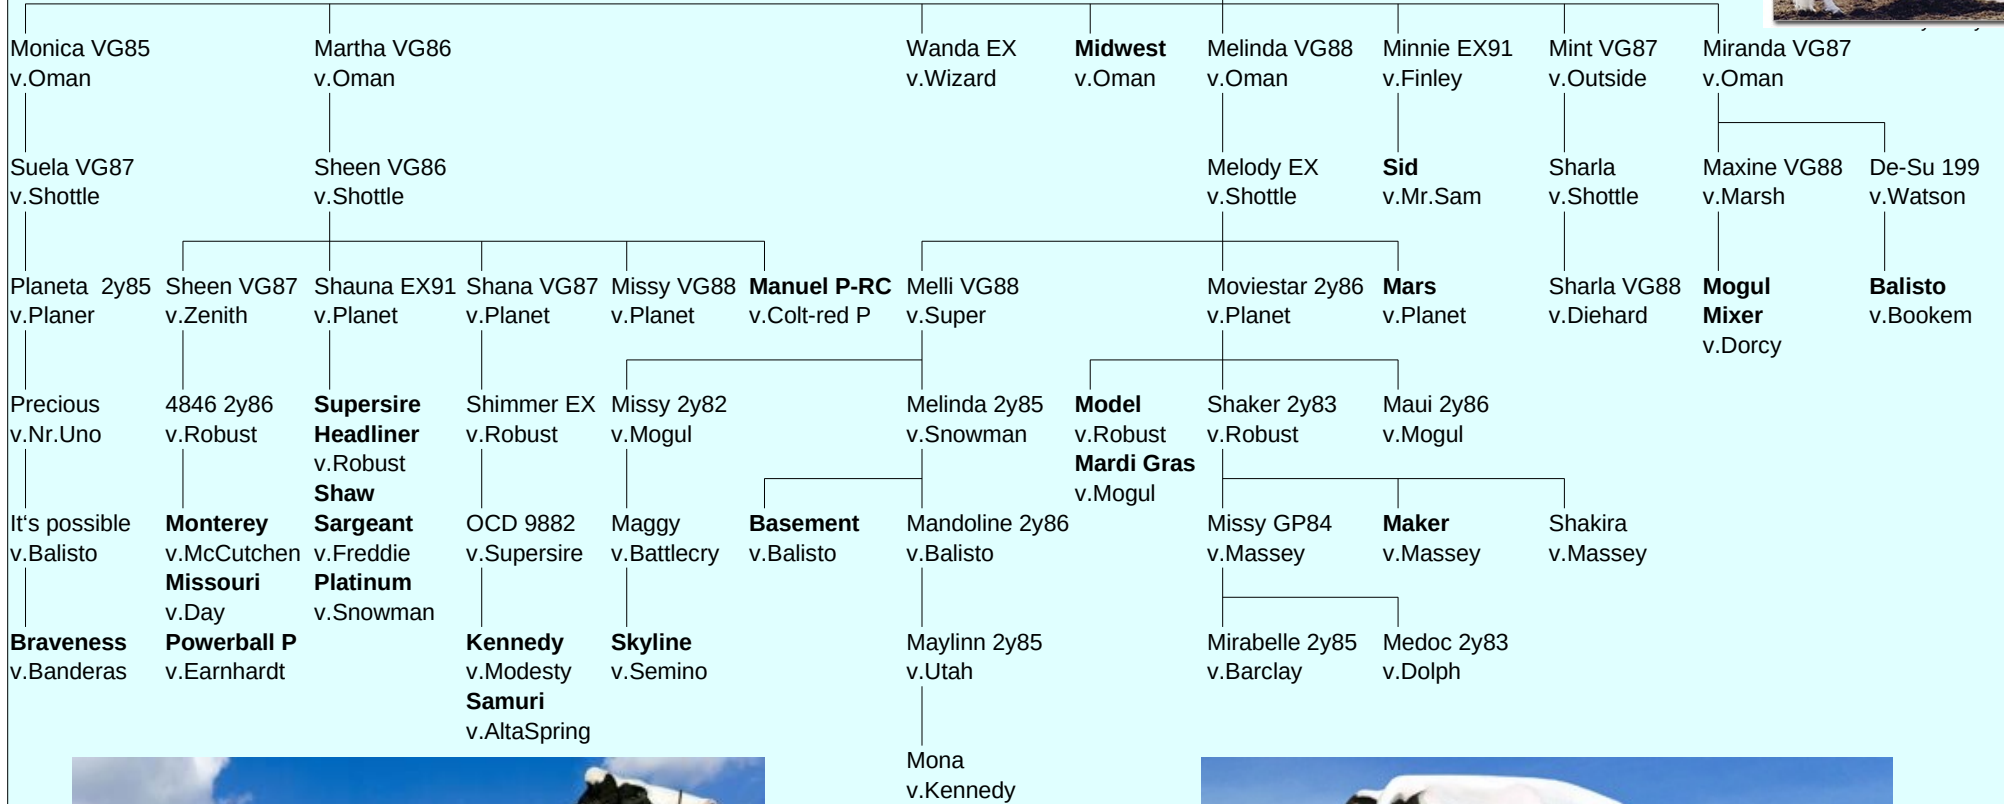 Monica VG85 Martha VG86 Wanda EX Midwest Melinda VG88 Minnie EX91 Mint VG87 Miranda VG87
v.Oman v.Oman v.Wizard v.Oman v.Oman v.Finley v.Outside v.Oman
Suela VG87 Sheen VG86 Melody EX Sid Sharla Maxine VG88 De-Su 199
v.Shottle v.Shottle v.Shottle v.Mr.Sam v.Shottle v.Marsh v.Watson
Planeta 2y85 Sheen VG87 Shauna EX91 Shana VG87 Missy VG88 Manuel P-RC Melli VG88 Moviestar 2y86 Mars Sharla VG88 Mogul Balisto
v.Planer v.Zenith v.Planet v.Planet v.Planet v.Colt-red P v.Super v.Planet v.Planet v.Diehard Mixer v.Bookem
v.Dorcy
Precious 4846 2y86 Supersire Shimmer EX Missy 2y82 Melinda 2y85 Model Shaker 2y83 Maui 2y86
v.Nr.Uno v.Robust Headliner v.Robust v.Mogul v.Snowman v.Robust v.Robust v.Mogul
v.Robust Mardi Gras
Shaw v.Mogul
It‘s possible Monterey Sargeant OCD 9882 Maggy Basement Mandoline 2y86 Missy GP84 Maker Shakira
v.Balisto v.McCutchen v.Freddie v.Supersire v.Battlecry v.Balisto v.Balisto v.Massey v.Massey v.Massey
Missouri Platinum
v.Day v.Snowman
Braveness Powerball P Kennedy Skyline Maylinn 2y85 Mirabelle 2y85 Medoc 2y83
v.Banderas v.Earnhardt v.Modesty v.Semino v.Utah v.Barclay v.Dolph
Samuri
v.AltaSpring
Mona
v.Kennedy